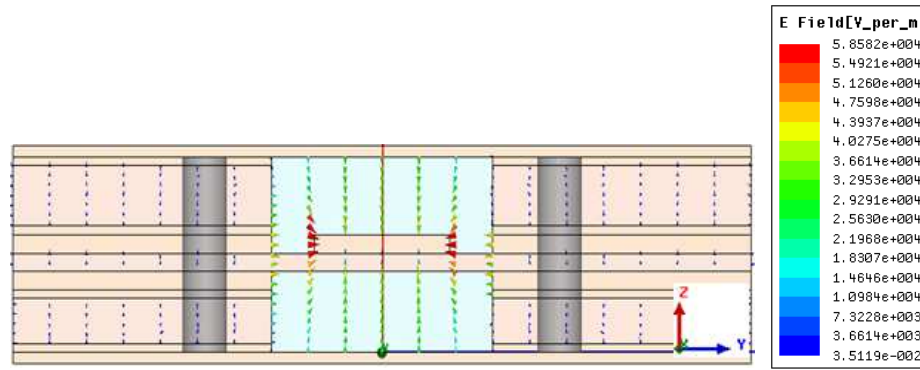 E Field[V_per_m
5.8582e+004
5.4921e+004
5.1260e+004
4.7598e+004
4.3937e+004
4.0275e+004
3.6614e+004
3.2953e+004
2.9291e+004
2.5630e+004
2.1968e+004
1.8307e+004
1.4646e+004
1.0984e+004
7.3228e+003
3.6614e+003
3.5119e-002
Z
Y